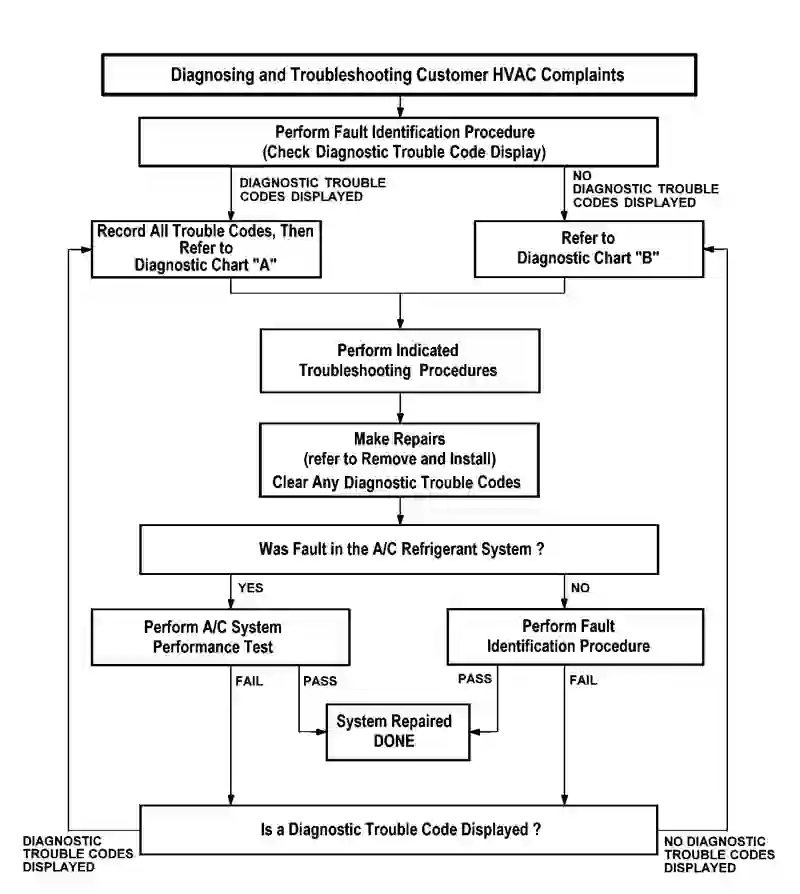 Diagnosing and Troubleshooting Customer HVAC Complaints
Perform Fault Identification Procedure
(Check Diagnostic Trouble Code Display)
DIAGNOSTIC TROUBLE
CODES DISPLAYED
NO
DIAGNOSTIC TROUBLE
CODES DISPLAYED
Record All Trouble Codes, Then
Refer to
Diagnostic Chart "A"
Refer to
Diagnostic Chart "B"
Perform Indicated
Troubleshooting Procedures
Make Repairs
(refer to Remove and Install)
Clear Any Diagnostic Trouble Codes
Was Fault in the A/C Refrigerant System ?
YES
NO
Perform A/C System
Performance Test
Perform Fault
Identification Procedure
FAIL
PASS
PASS
FAIL
System Repaired
DONE
Is a Diagnostic Trouble Code Displayed ?
DIAGNOSTIC
TROUBLE CODES
DISPLAYED
NO DIAGNOSTIC
TROUBLE CODES
DISPLAYED